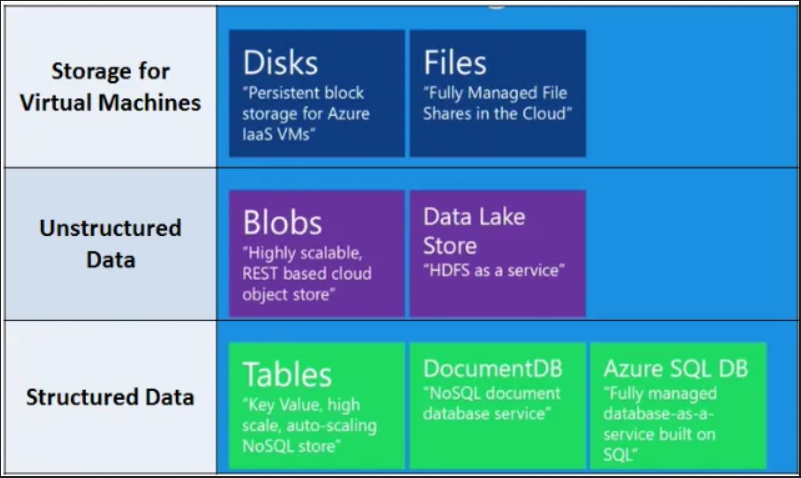 Storage for
Virtual Machines
Disks
“Persistent block
storage for Azure
IaaS VMs”
Files
“Fully Managed File
Shares in the Cloud”
Unstructured
Data
Blobs
“Highly scalable,
REST based cloud
object store”
Data Lake
Store
“HDFS as a service”
Structured Data
Tables
“Key Value, high
scale, auto-scaling
NoSQL store”
DocumentDB
“NoSQL document
database service”
Azure SQL DB
“Fully managed
database-as-a-
service built on
SQL”